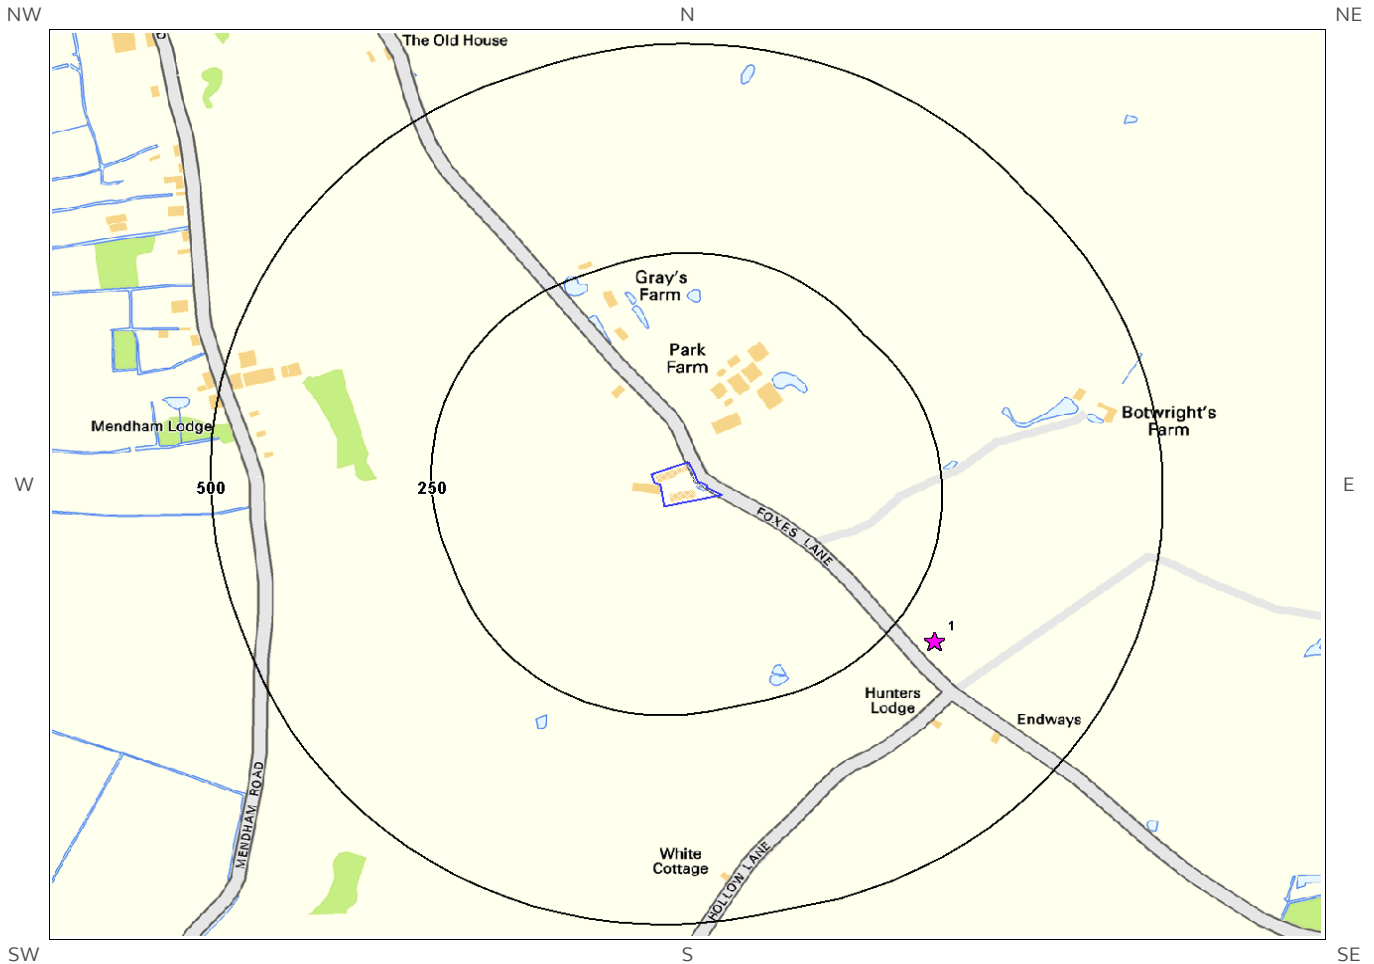 NW
N
NE
The Old House
Gray's
Farm
Park
Farm
Botwright's
Farm
Mendham Lodge
W
500
250
E
FOXES LANE
1
Hunters
Lodge
Endways
MENDHAM ROAD
White
Cottage
HOLLOW LANE
SW
S
SE